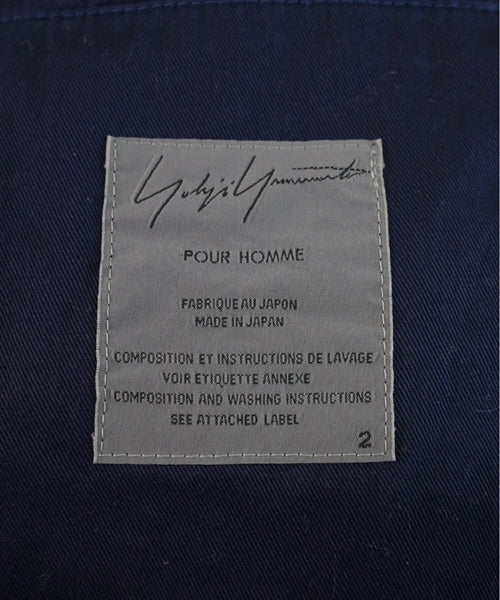 Yohji Yamamoto
POUR HOMME
FABRIQUE AU JAPON
MADE IN JAPAN
COMPOSITION ET INSTRUCTIONS DE LAVAGE
VOIR ETIQUETTE ANNEXE
COMPOSITION AND WASHING INSTRUCTIONS
SEE ATTACHED LABEL
2